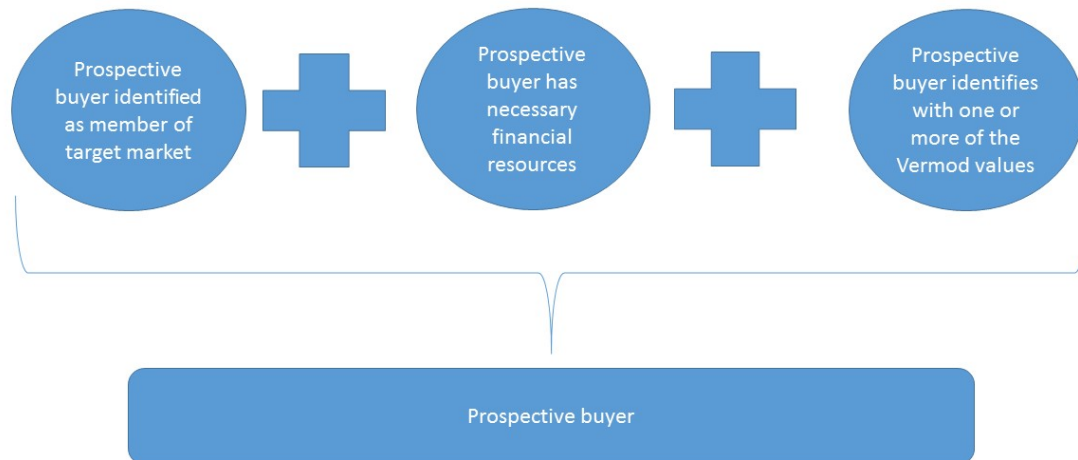 Prospective
buyer identified
as member of
target market
Prospective
buyer has
necessary
financial
resources
Prospective
buyer identifies
with one or
more of the
Vermod values
Prospective buyer